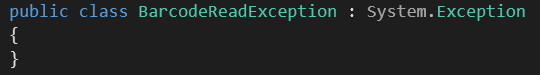 public class BarcodeReadException : System.Exception
{
}